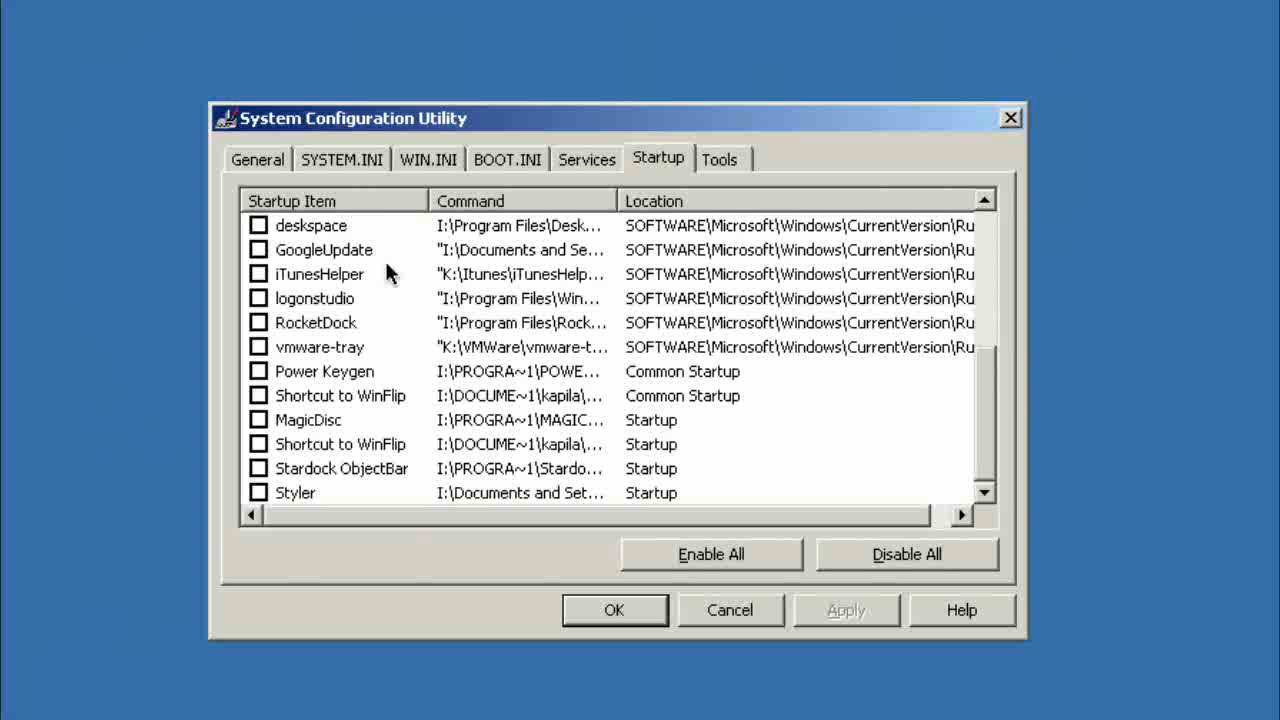 System Configuration Utility
General SYSTEM.INI WIN.INI BOOT.INI Services Startup Tools
Startup Item Command Location
deskspace I:\Program Files\Desk... SOFTWARE\Microsoft\Windows\CurrentVersion\Ru
GoogleUpdate "I:\Documents and Se... SOFTWARE\Microsoft\Windows\CurrentVersion\Ru
iTunesHelper "K:\Itunes\iTunesHelp... SOFTWARE\Microsoft\Windows\CurrentVersion\Ru
logonstudio "I:\Program Files\Win... SOFTWARE\Microsoft\Windows\CurrentVersion\Ru
RocketDock "I:\Program Files\Rock... SOFTWARE\Microsoft\Windows\CurrentVersion\Ru
vmware-tray "K:\VMWare\vmware-t... SOFTWARE\Microsoft\Windows\CurrentVersion\Ru
Power Keygen I:\PROGRA~1\POWE... Common Startup
Shortcut to WinFlip I:\DOCUME~1\kapila\... Common Startup
MagicDisc I:\PROGRA~1\MAGIC... Startup
Shortcut to WinFlip I:\DOCUME~1\kapila\... Startup
Stardock ObjectBar I:\PROGRA~1\Stardo... Startup
Styler I:\Documents and Set... Startup
Enable All Disable All
OK Cancel Apply Help